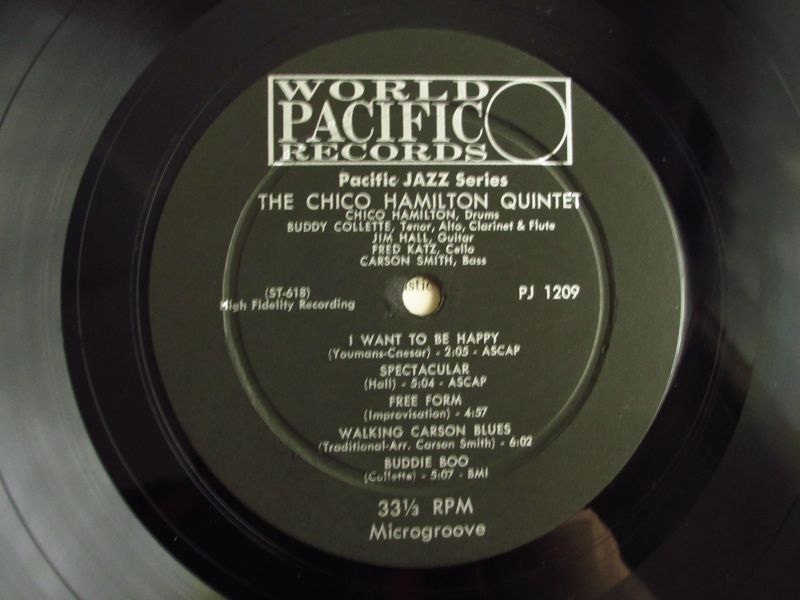 WORLD
PACIFIC
RECORDS
Pacific JAZZ Series
THE CHICO HAMILTON QUINTET
CHICO HAMILTON, Drums
BUDDY COLLETTE, Tenor, Alto, Clarinet & Flute
JIM HALL, Guitar
FRED KATZ, Cello
CARSON SMITH, Bass
(ST-618)
High Fidelity Recording
PJ 1209
I WANT TO BE HAPPY
(Youmans-Caesar) - 2:05 - ASCAP
SPECTACULAR
(Hall) - 5:04 - ASCAP
FREE FORM
(Improvisation) - 4:57
WALKING CARSON BLUES
(Traditional-Arr. Carson Smith) - 6:02
BUDDIE BOO
(Collette) - 5:07 - BMI
33⅓ RPM
Microgroove